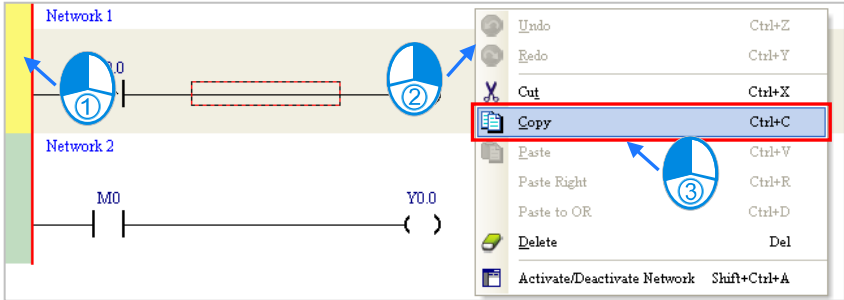 Network 1
0.0
①
②
Network 2
M0
Y0.0
Undo Ctrl+Z
Redo Ctrl+Y
Cut Ctrl+X
Copy Ctrl+C
Paste Ctrl+V
Paste Right Ctrl+R
Paste to OR Ctrl+D
③
Delete Del
Activate/Deactivate Network Shift+Ctrl+A